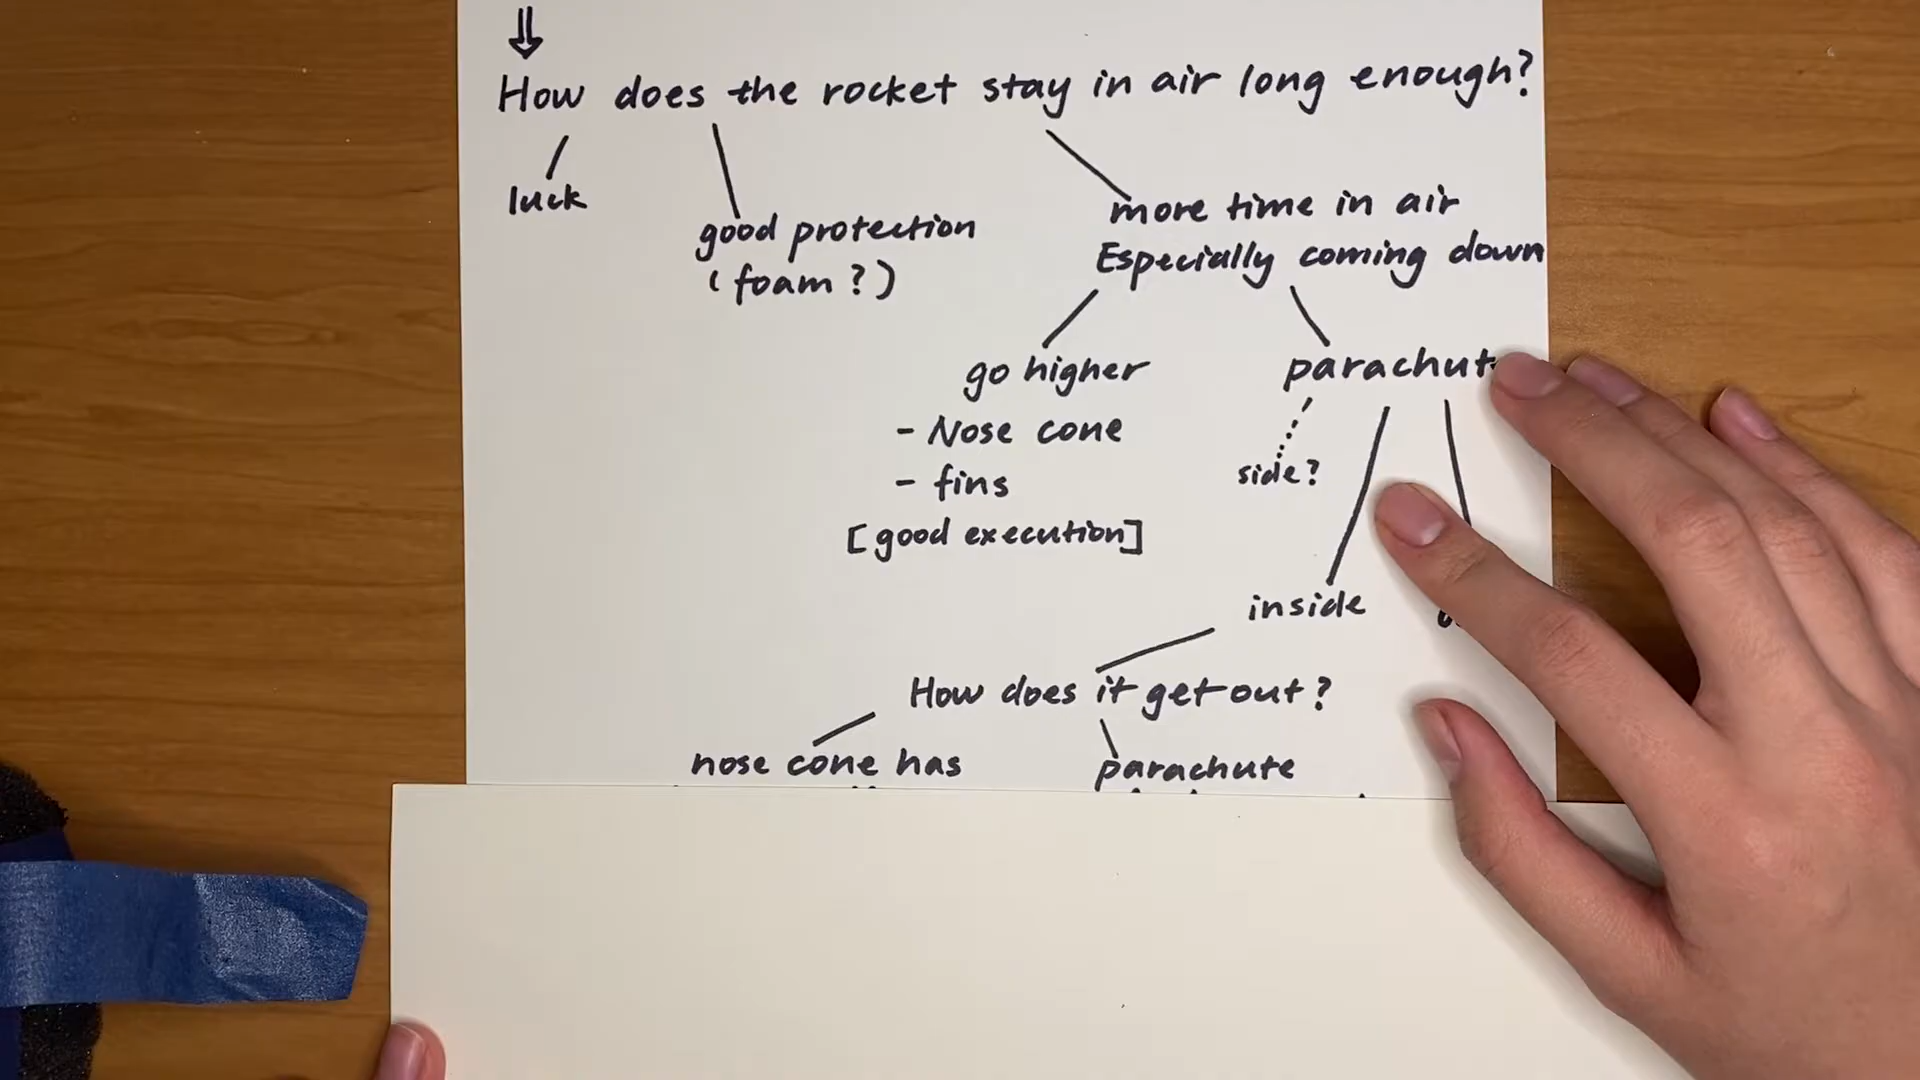 How does the rocket stay in air long enough?
luck
good protection
(foam?)
more time in air
Especially coming down
go higher
- Nose cone
- fins
[good execution]
side?
inside
How does it get out?
nose cone has
parachute